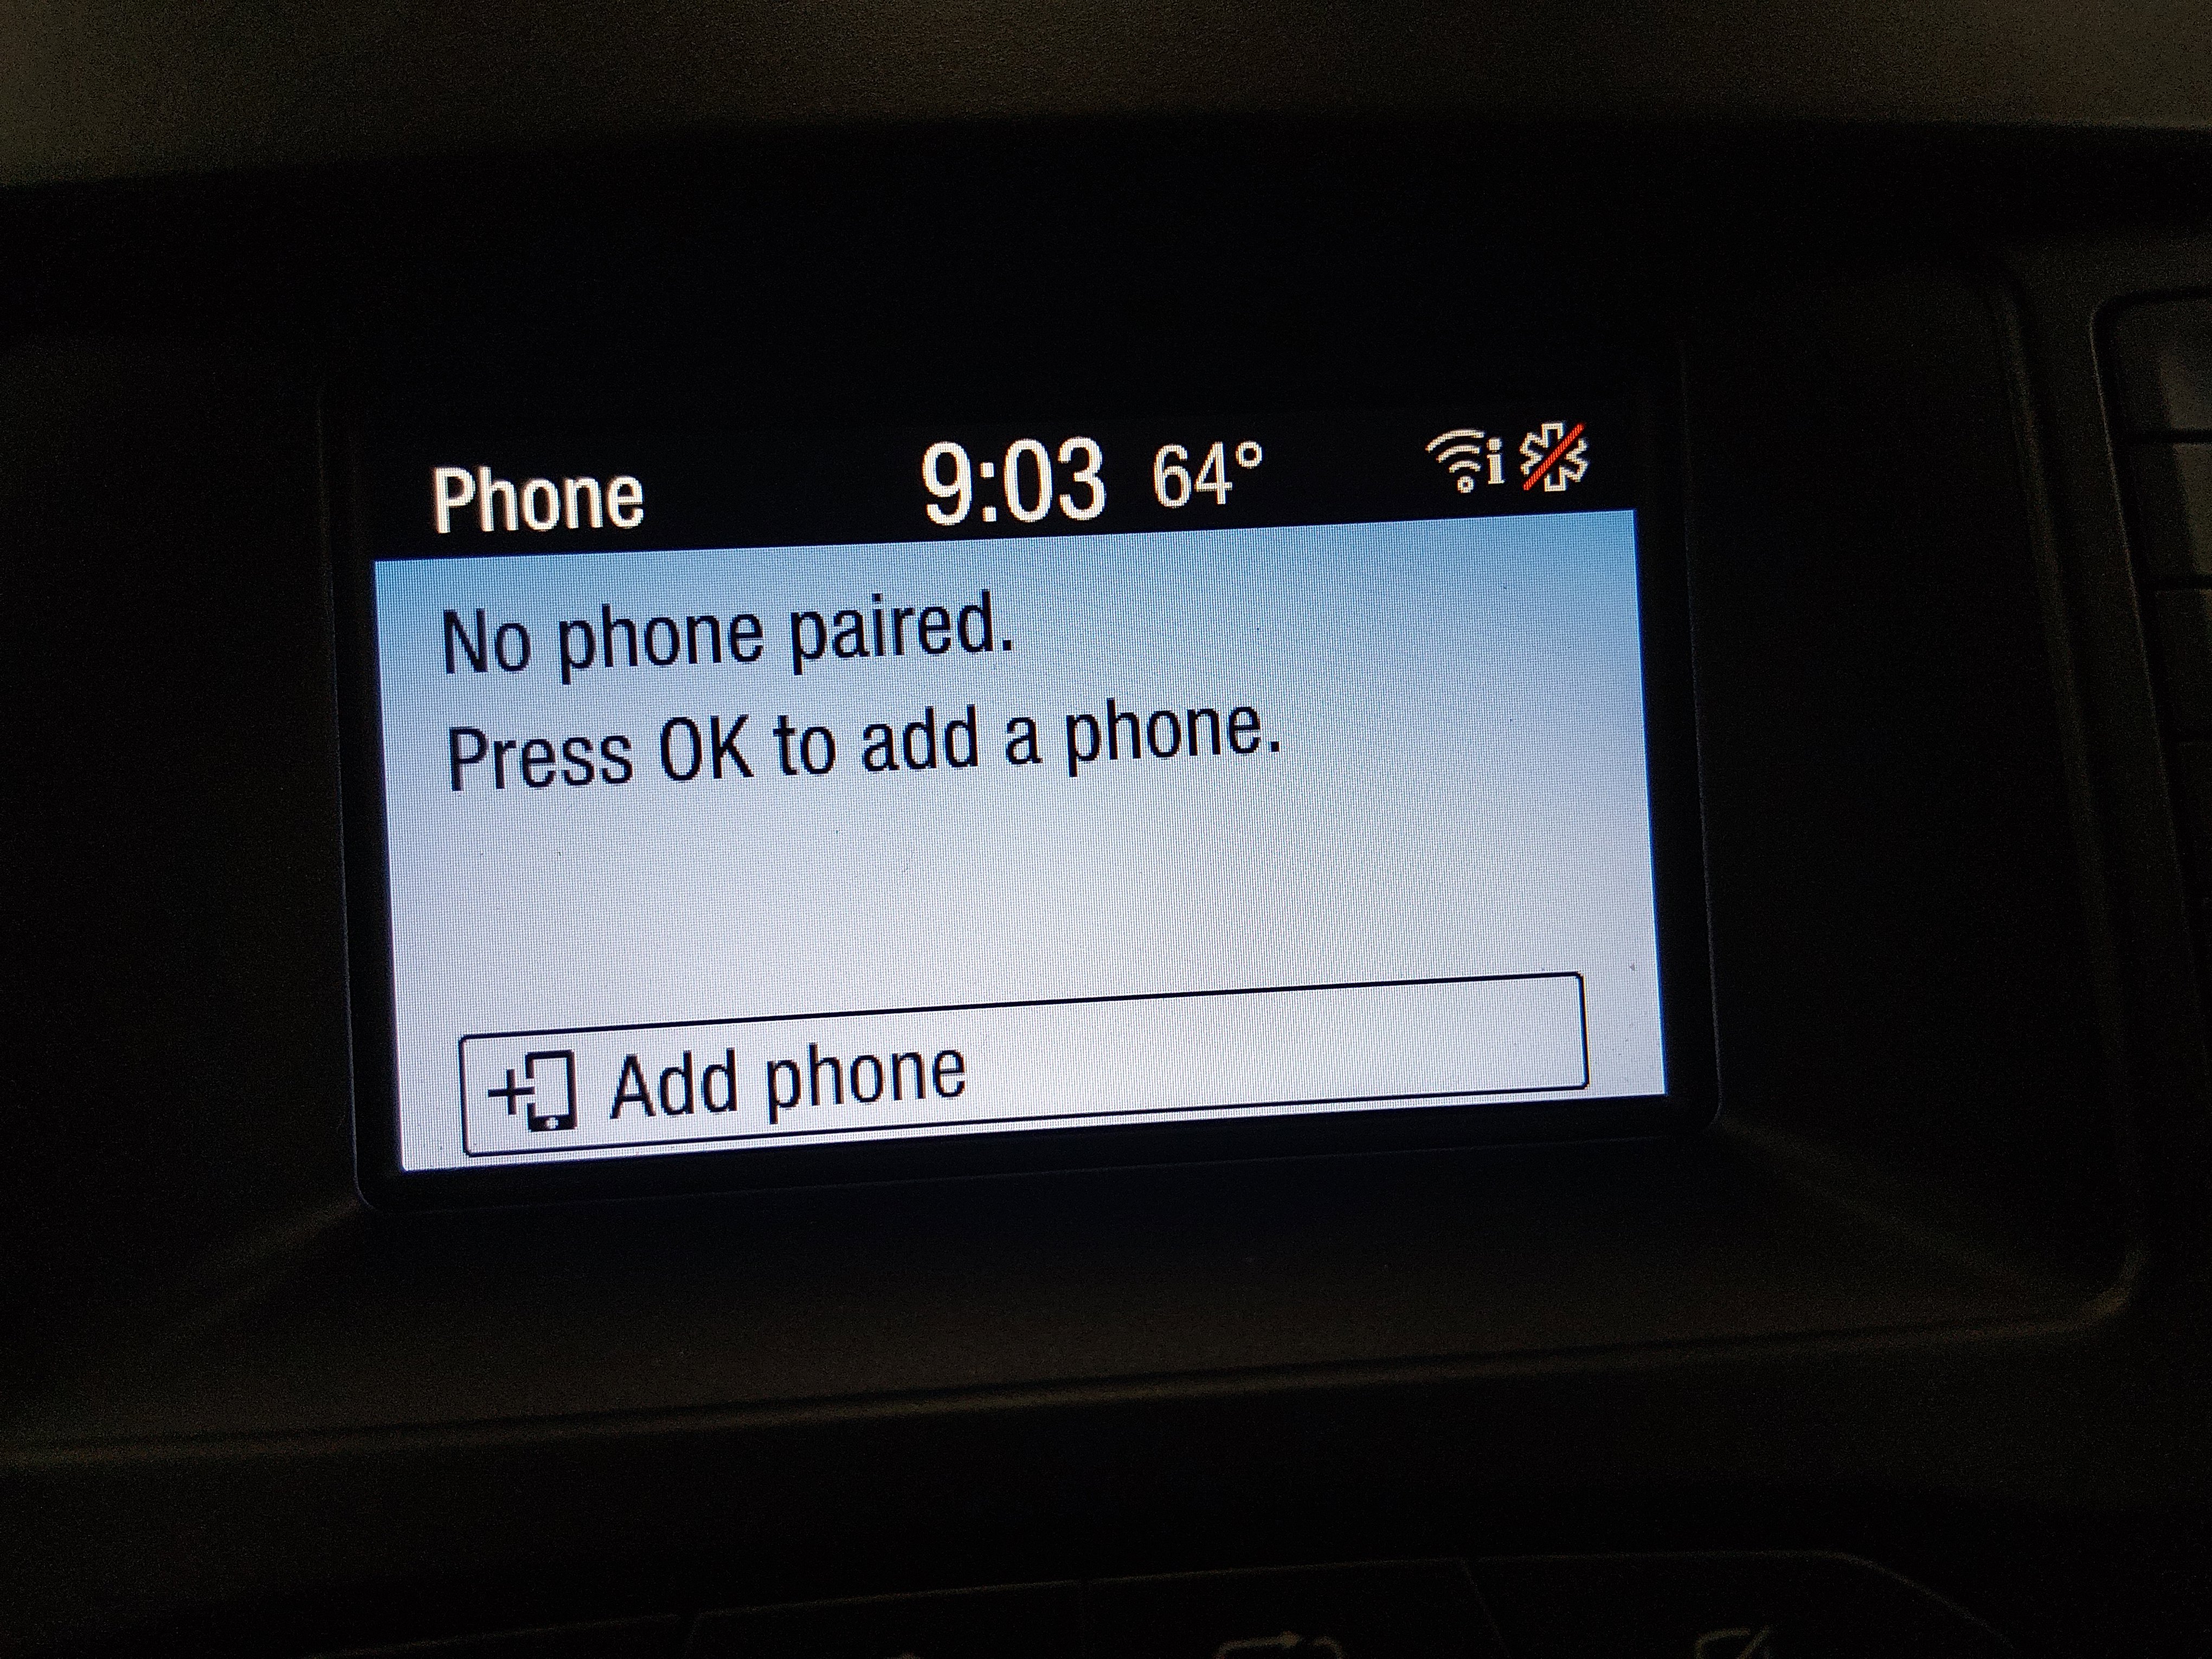 Phone 9:03 64° i
No phone paired.
Press OK to add a phone.
Add phone